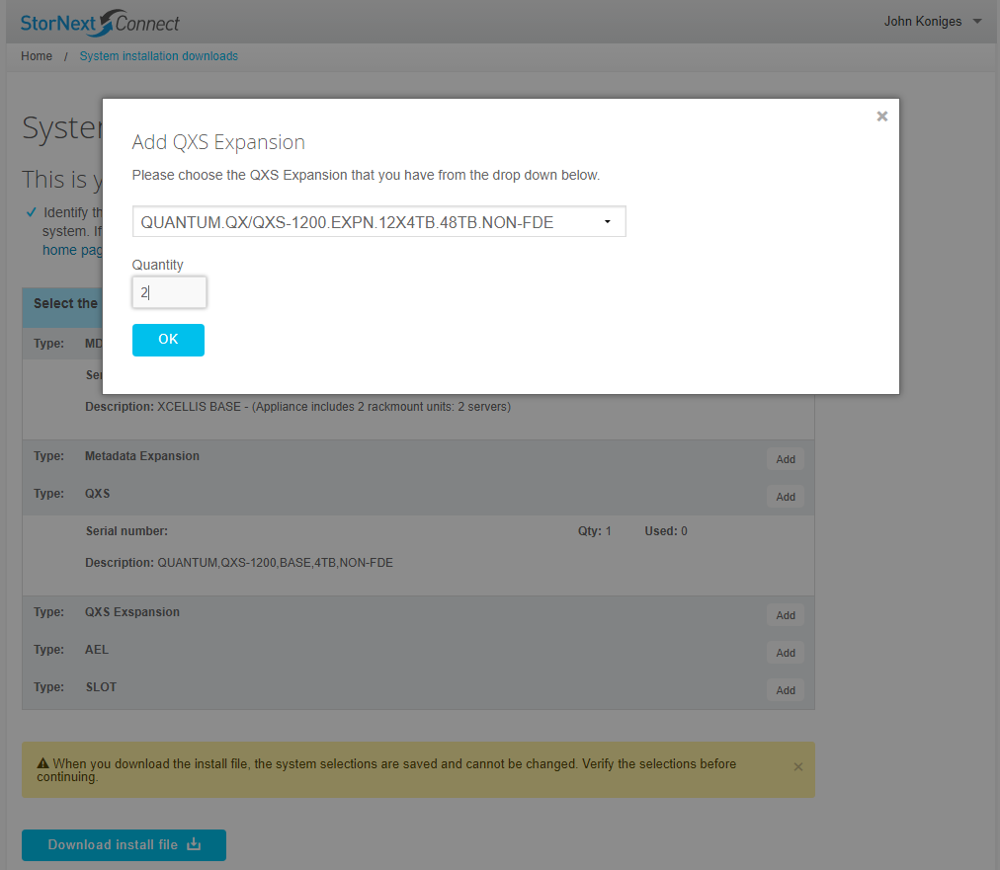 StorNext Connect
John Koniges
Home / System installation downloads
Add QXS Expansion
Please choose the QXS Expansion that you have from the drop down below.
QUANTUM.QX/QXS-1200.EXPN.12X4TB.48TB.NON-FDE
Quantity
2
OK
This is
Identify
system. If
home
Select the
Type:
Description: XCELLIS BASE - (Appliance includes 2 rackmount units: 2 servers)
Type: Metadata Expansion Add
Type: QXS Add
Serial number: Qty: 1 Used: 0
Description: QUANTUM,QXS-1200,BASE,4TB,NON-FDE
Type: QXS Exspansion Add
Type: AEL Add
Type: SLOT Add
When you download the install file, the system selections are saved and cannot be changed. Verify the selections before
continuing.
Download install file